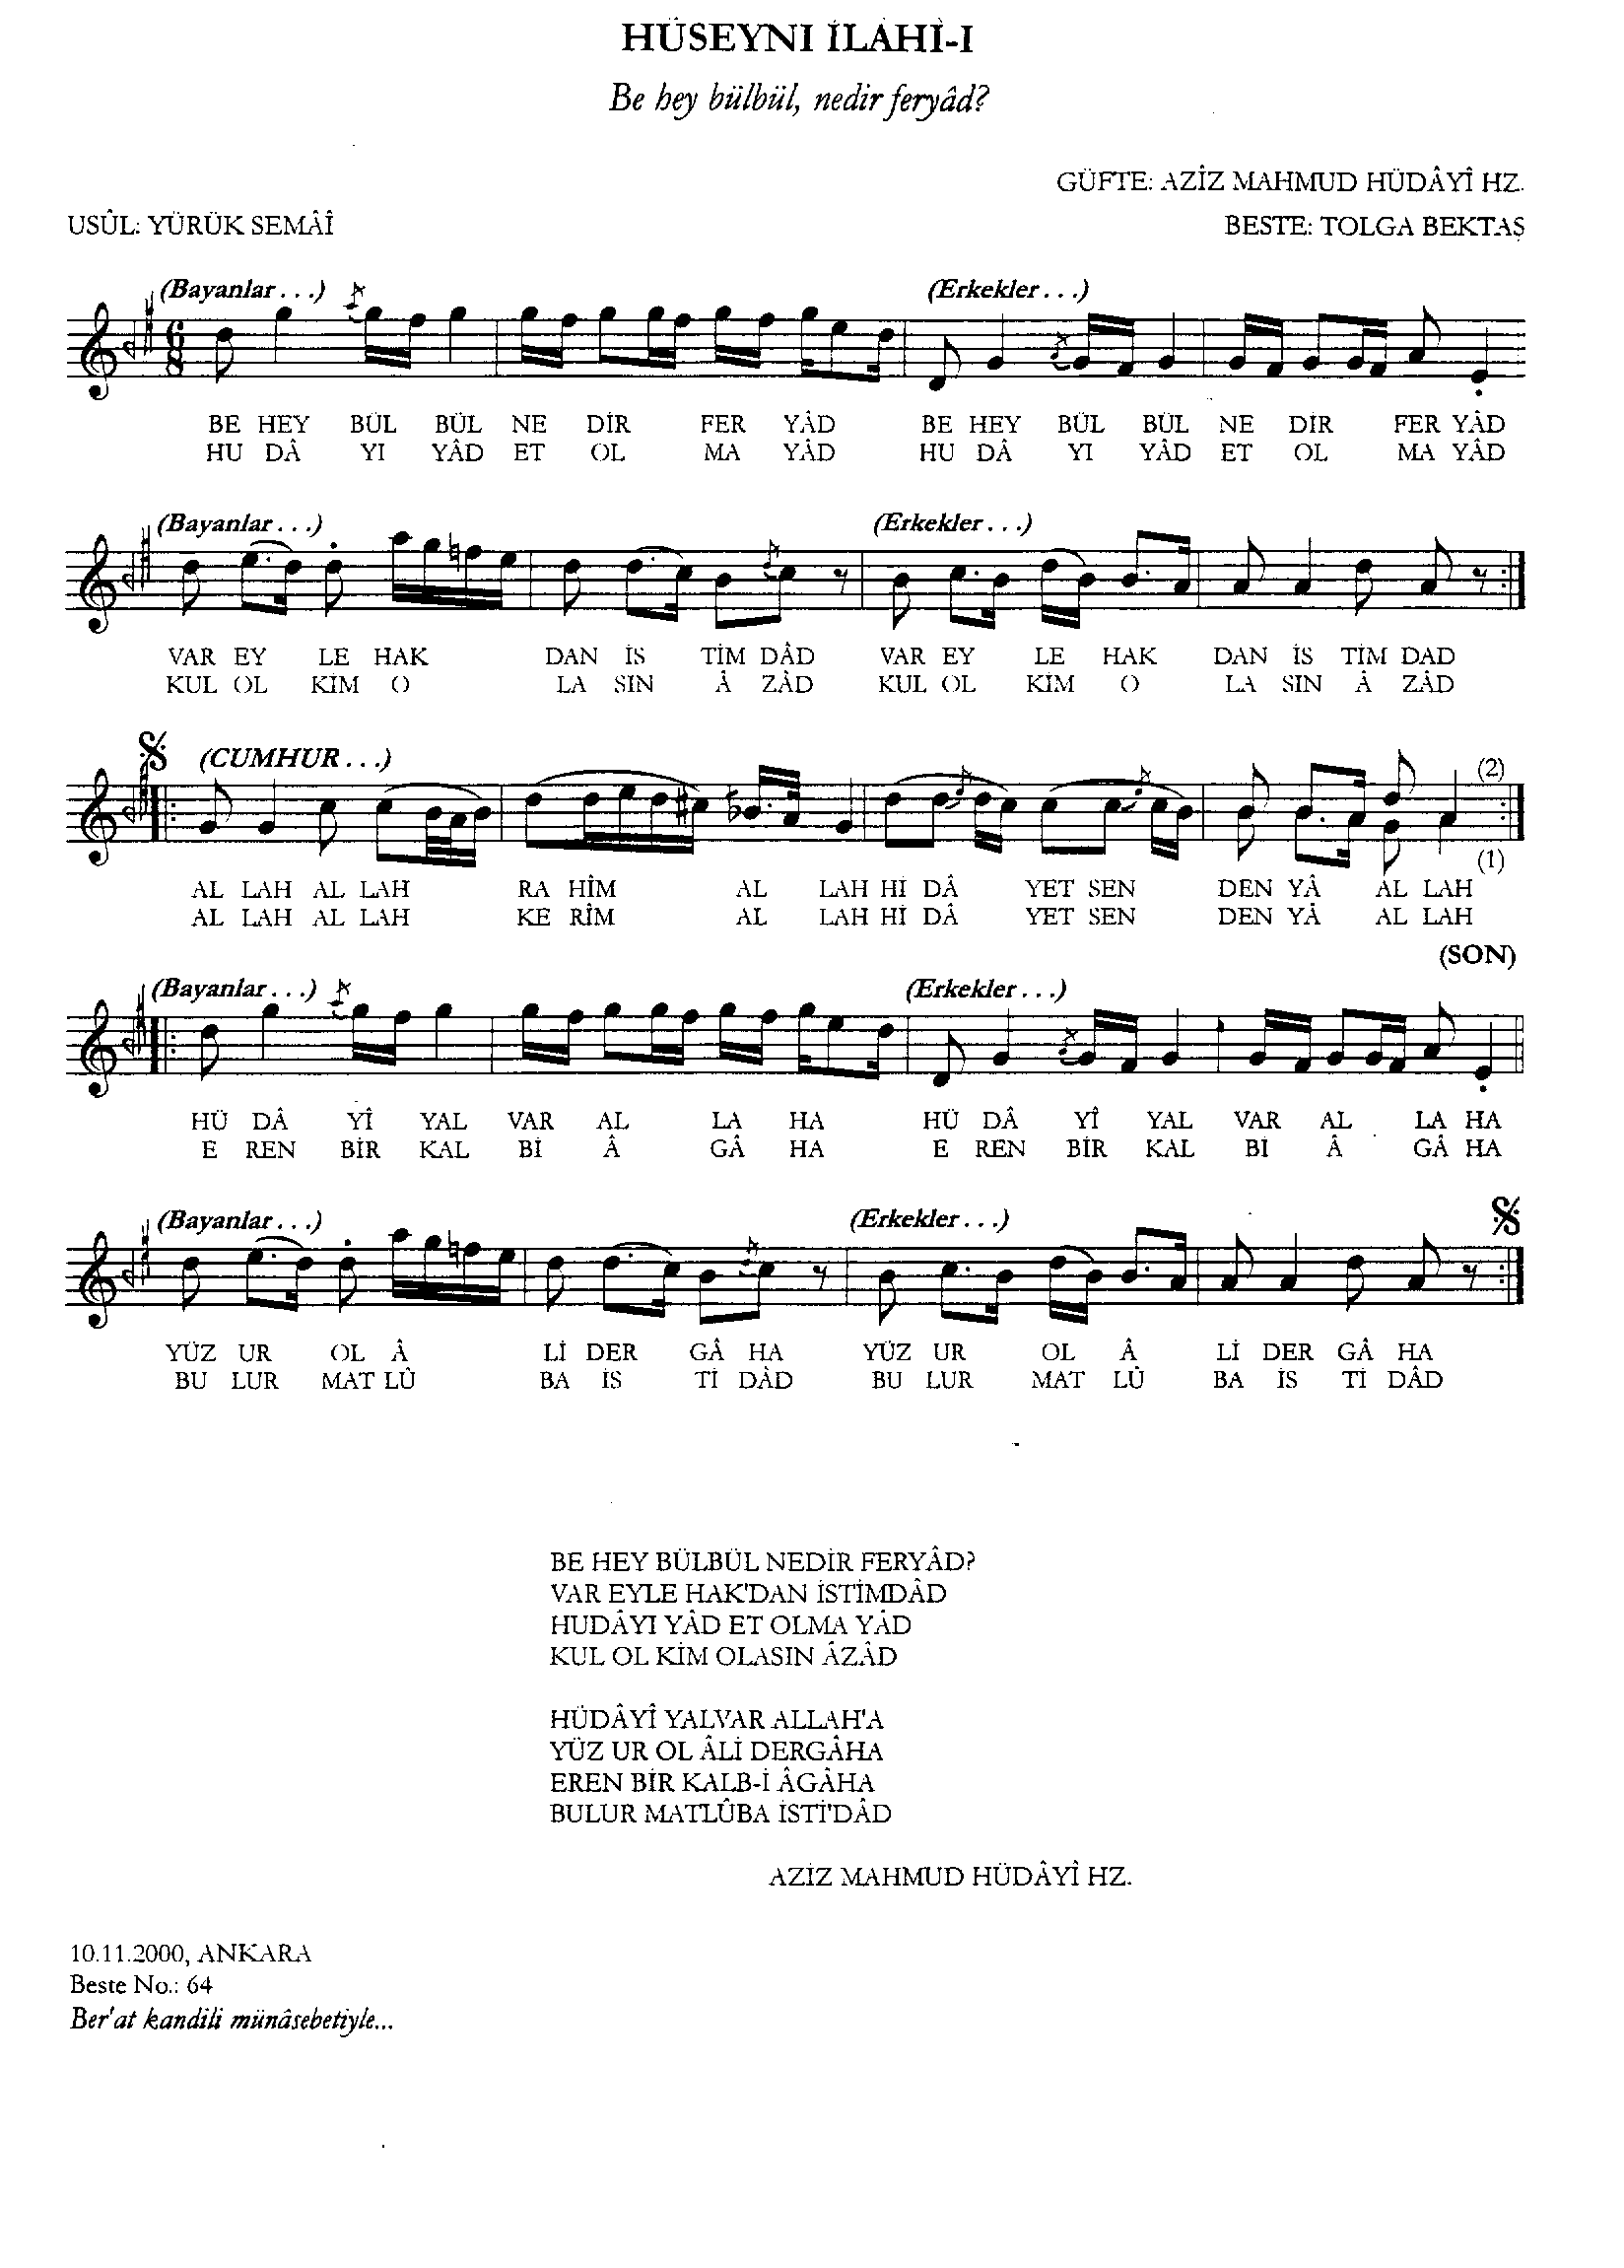 HÜSEYNI İLÂHÎ-I
Be hey bülbül, nedir feryâd?
GÜFTE: AZİZ MAHMUD HÜDÂYÎ HZ.
USÛL: YÜRÜK SEMÂÎ
BESTE: TOLGA BEKTAŞ
(Bayanlar . . .) (Erkekler . . .)
6 8
BE HEY BÜL BÜL NE DİR FER YÂD BE HEY BÜL BÜL NE DİR FER YÂD
HU DÂ YI YÂD ET OL MA YÂD HU DÂ YI YÂD ET OL MA YÂD
(Bayanlar . . .) (Erkekler . . .)
VAR EY LE HAK DAN İS TİM DÂD VAR EY LE HAK DAN İS TİM DAD
KUL OL KİM O LA SIN Â ZÂD KUL OL KİM O LA SIN Â ZÂD
(CUMHUR . . .) (2)
(1)
AL LAH AL LAH RA HÎM AL LAH Hİ DÂ YET SEN DEN YÂ AL LAH
AL LAH AL LAH KE RÎM AL LAH Hİ DÂ YET SEN DEN YÂ AL LAH
(SON)
(Bayanlar . . .) (Erkekler . . .)
HÜ DÂ YÎ YAL VAR AL LA HA HÜ DÂ YÎ YAL VAR AL LA HA
E REN BİR KAL Bİ Â GÂ HA E REN BİR KAL Bİ Â GÂ HA
(Bayanlar . . .) (Erkekler . . .)
YÜZ UR OL Â Lİ DER GÂ HA YÜZ UR OL Â Lİ DER GÂ HA
BU LUR MAT LÛ BA İS Tİ DÂD BU LUR MAT LÛ BA İS Tİ DÂD
BE HEY BÜLBÜL NEDİR FERYÂD?
VAR EYLE HAK'DAN İSTİMDÂD
HUDÂYI YÂD ET OLMA YÂD
KUL OL KİM OLASIN ÂZÂD
HÜDÂYÎ YALVAR ALLAH'A
YÜZ UR OL ÂLİ DERGÂHA
EREN BİR KALB-İ ÂGÂHA
BULUR MATLÛBA İSTİ'DÂD
AZİZ MAHMUD HÜDÂYÎ HZ.
10.11.2000, ANKARA
Beste No.: 64
Ber'at kandili münâsebetiyle...